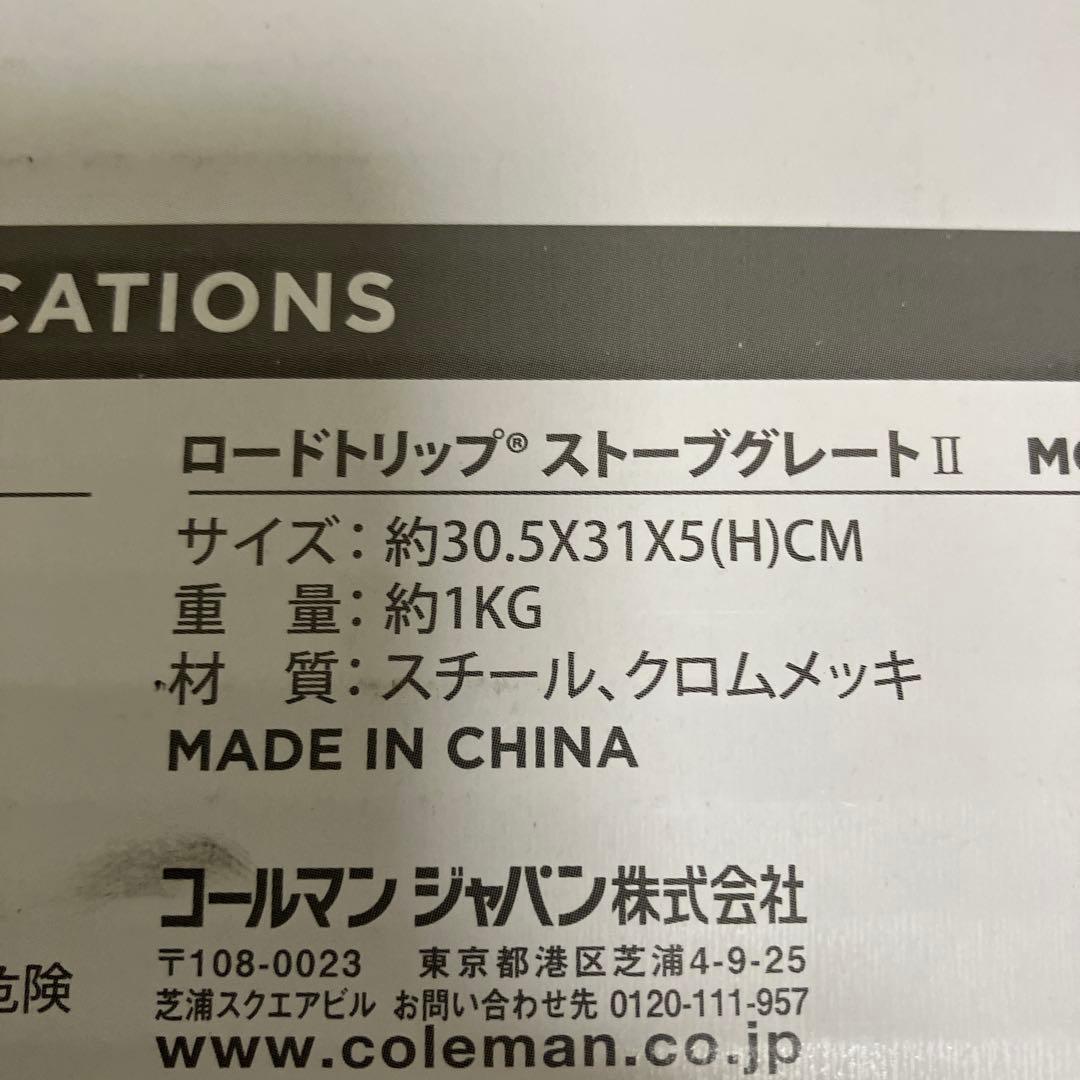 CATIONS
ロードトリップ® ストーブグレートⅡ
サイズ：約30.5X31X5(H)CM
重　量：約1KG
材　質：スチール、クロムメッキ
MADE IN CHINA
コールマン ジャパン株式会社
〒108-0023　東京都港区芝浦4-9-25
危険
芝浦スクエアビル お問い合わせ先 0120-111-957
www.coleman.co.jp